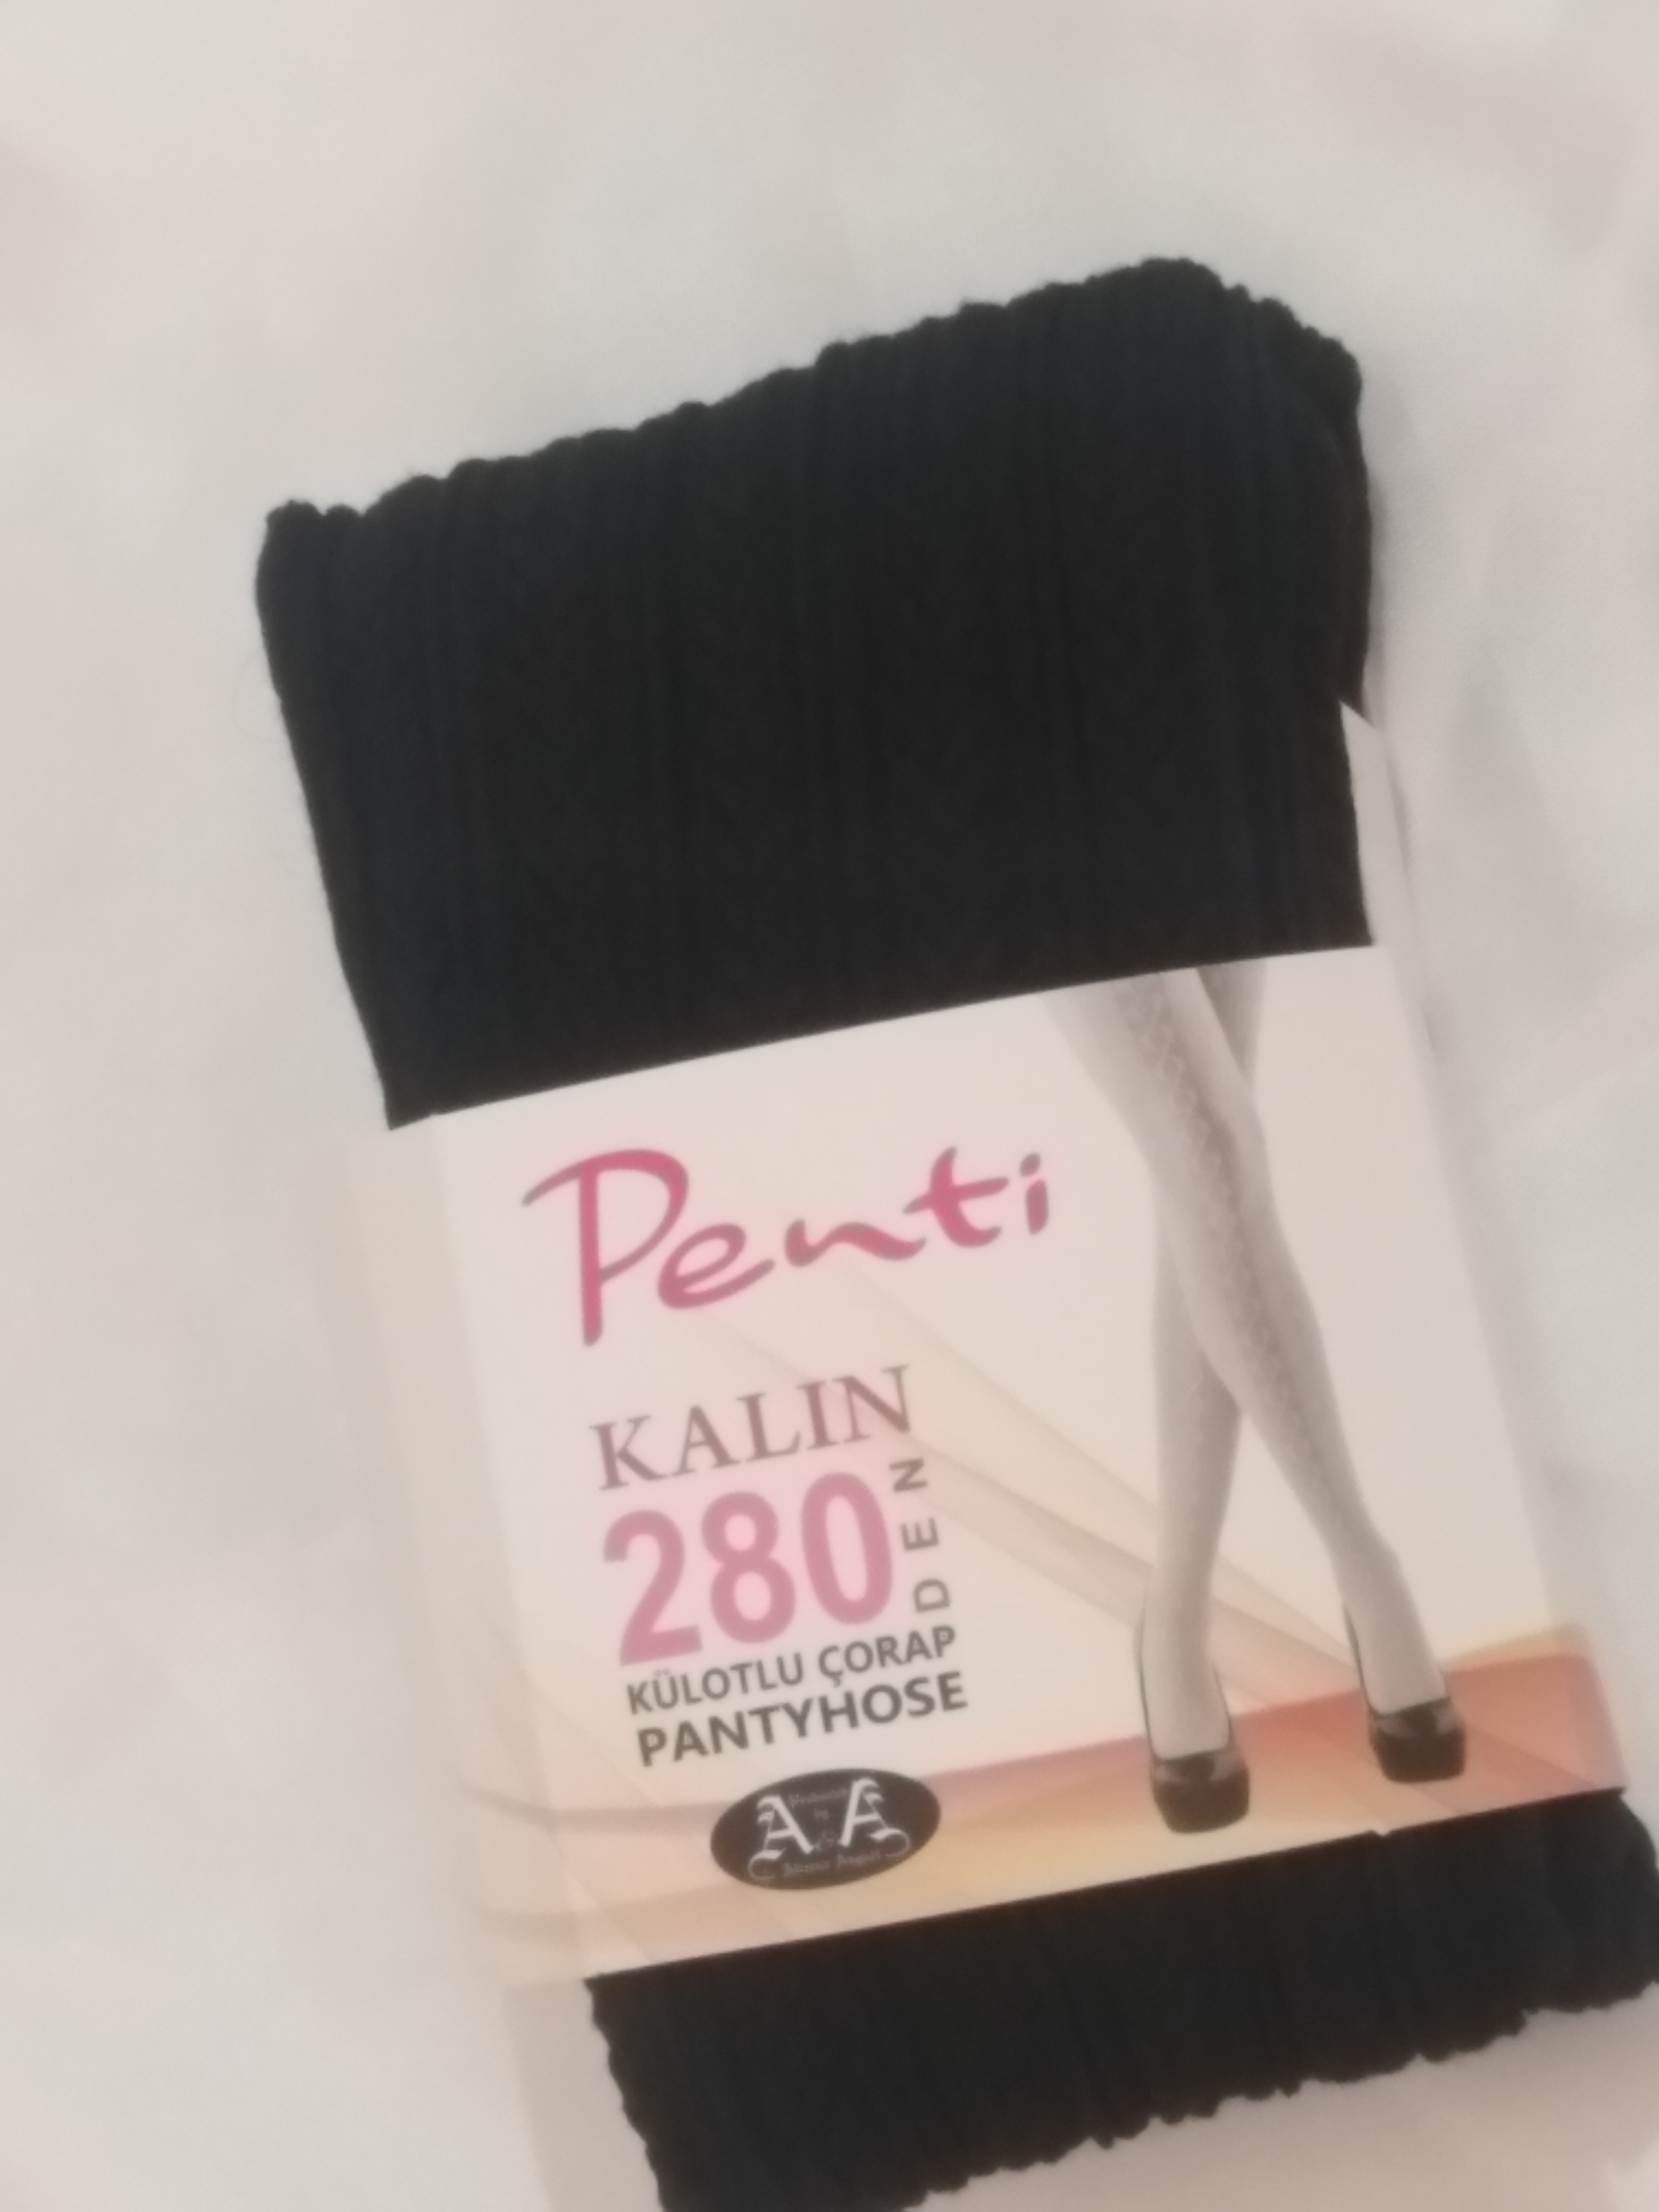 Penti
KALIN
280
DEN
KÜLOTLU ÇORAP
PANTYHOSE
A&A